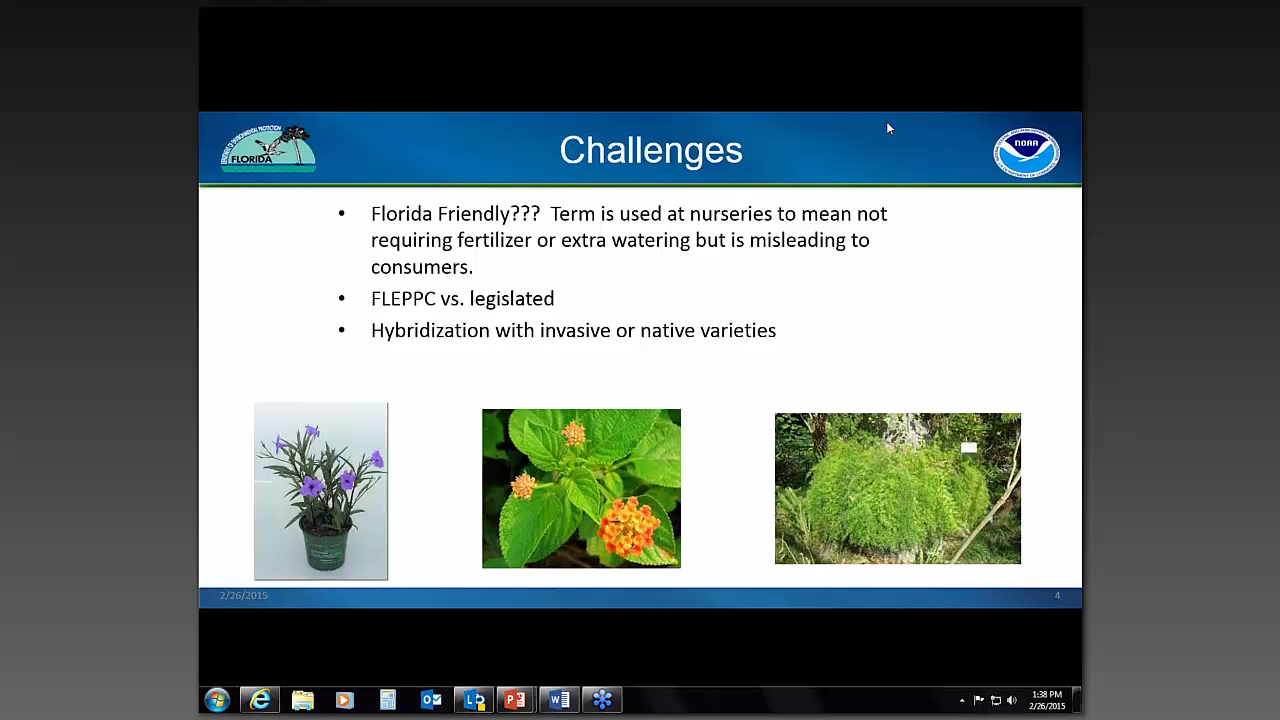 FLORIDA
Challenges
NOAA
• Florida Friendly??? Term is used at nurseries to mean not
requiring fertilizer or extra watering but is misleading to
consumers.
• FLEPPC vs. legislated
• Hybridization with invasive or native varieties
2/26/2015
4
1:38 PM
2/26/2015